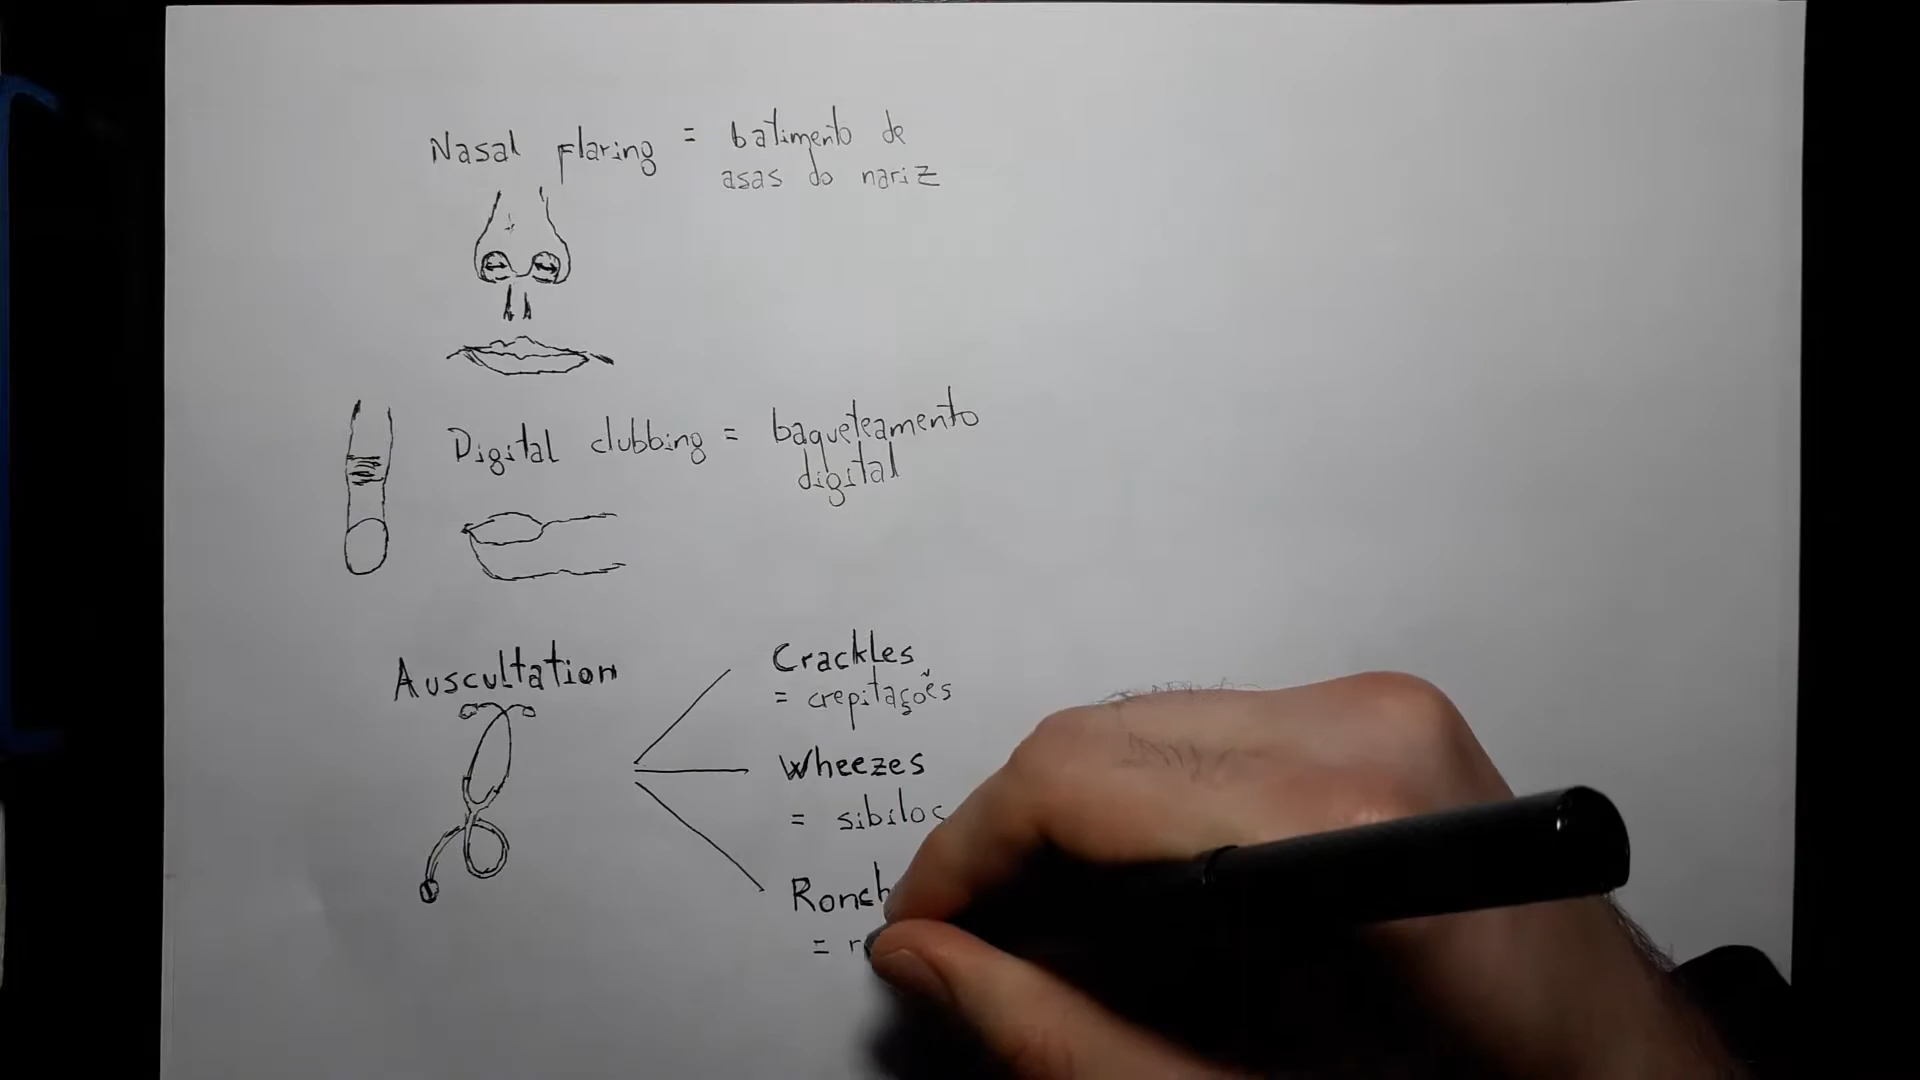 Nasal flaring = batimento de
asas do nariz
Digital clubbing = baqueteamento
digital
Auscultation
Crackles
= crepitações
Wheezes
= sibilos
=